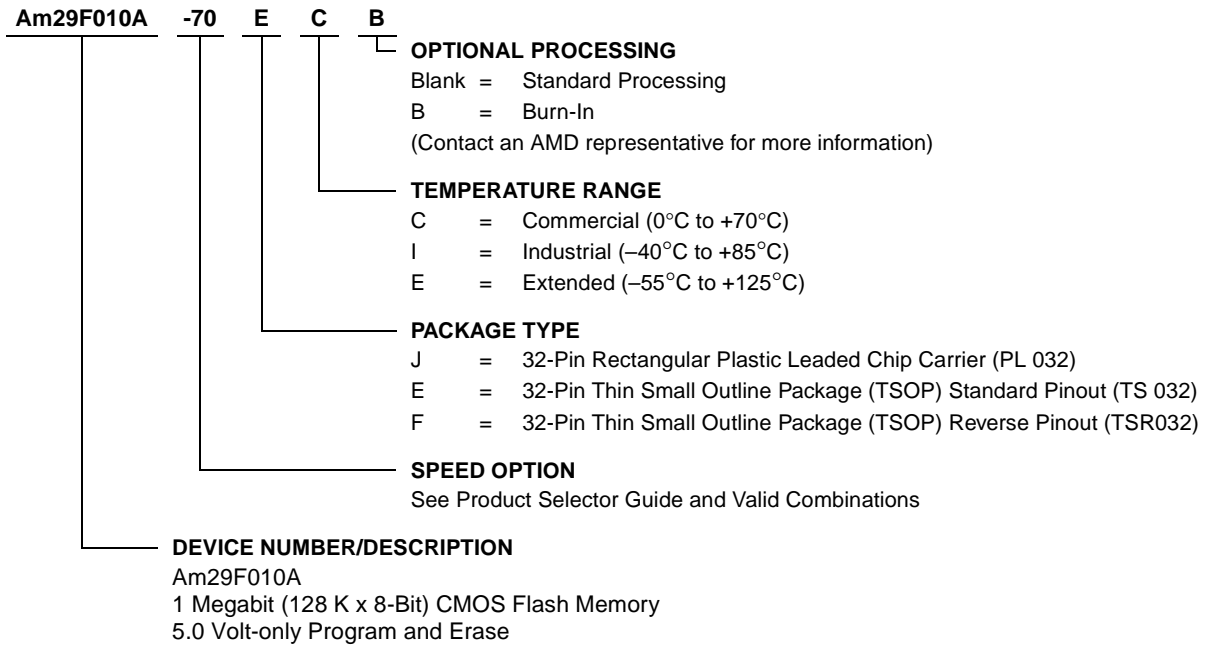 Am29F010A -70 E C B
OPTIONAL PROCESSING
Blank = Standard Processing
B = Burn-In
(Contact an AMD representative for more information)
TEMPERATURE RANGE
C = Commercial (0°C to +70°C)
I = Industrial (–40°C to +85°C)
E = Extended (–55°C to +125°C)
PACKAGE TYPE
J = 32-Pin Rectangular Plastic Leaded Chip Carrier (PL 032)
E = 32-Pin Thin Small Outline Package (TSOP) Standard Pinout (TS 032)
F = 32-Pin Thin Small Outline Package (TSOP) Reverse Pinout (TSR032)
SPEED OPTION
See Product Selector Guide and Valid Combinations
DEVICE NUMBER/DESCRIPTION
Am29F010A
1 Megabit (128 K x 8-Bit) CMOS Flash Memory
5.0 Volt-only Program and Erase